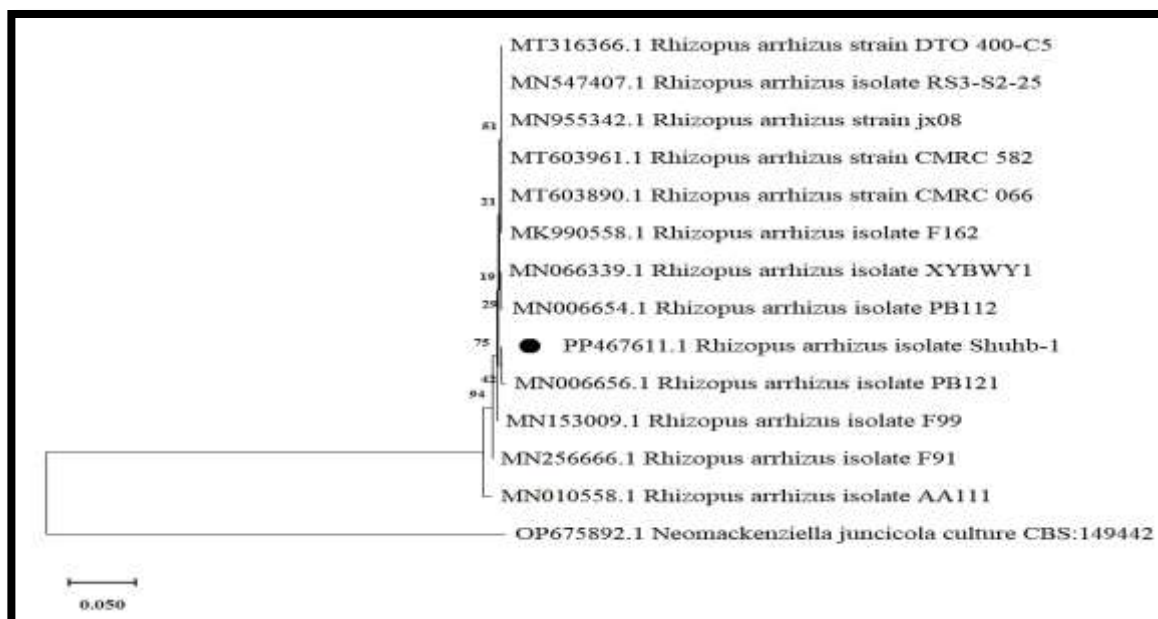 MT316366.1 Rhizopus arrhizus strain DTO 400-C5
MN547407.1 Rhizopus arrhizus isolate RS3-S2-25
51
MN955342.1 Rhizopus arrhizus strain jx08
MT603961.1 Rhizopus arrhizus strain CMRC 582
21
MT603890.1 Rhizopus arrhizus strain CMRC 066
MK990558.1 Rhizopus arrhizus isolate F162
19
MN066339.1 Rhizopus arrhizus isolate XYBWY1
29
MN006654.1 Rhizopus arrhizus isolate PB112
75
PP467611.1 Rhizopus arrhizus isolate Shuhb-1
42
MN006656.1 Rhizopus arrhizus isolate PB121
94
MN153009.1 Rhizopus arrhizus isolate F99
MN256666.1 Rhizopus arrhizus isolate F91
MN010558.1 Rhizopus arrhizus isolate AA111
OP675892.1 Neomackenziella juncicola culture CBS:149442
0.050